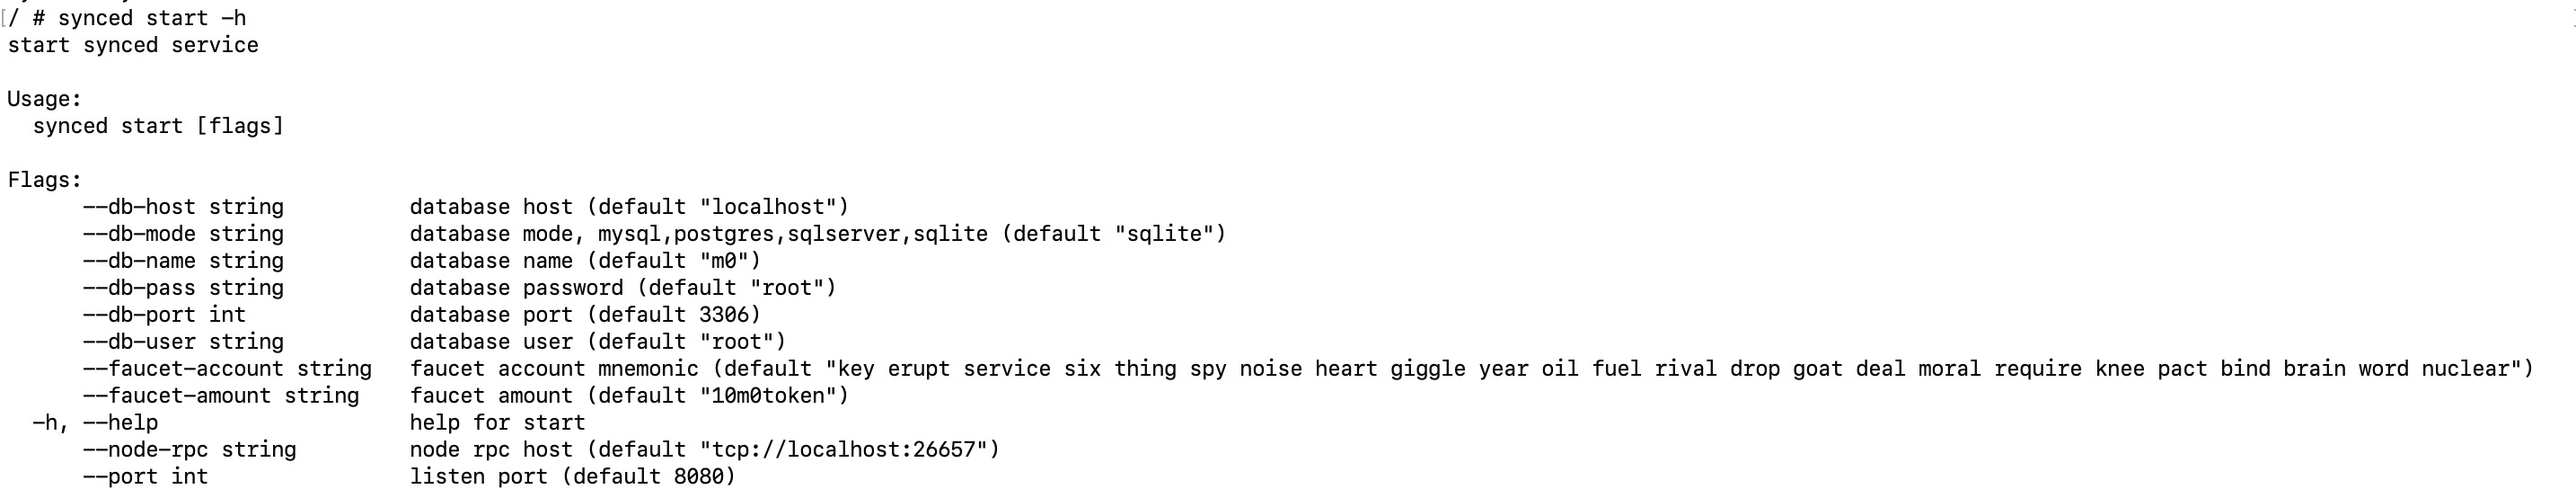 [/ # synced start -h
start synced service
Usage:
synced start [flags]
Flags:
--db-host string database host (default "localhost")
--db-mode string database mode, mysql,postgres,sqlserver,sqlite (default "sqlite")
--db-name string database name (default "m0")
--db-pass string database password (default "root")
--db-port int database port (default 3306)
--db-user string database user (default "root")
--faucet-account string faucet account mnemonic (default "key erupt service six thing spy noise heart giggle year oil fuel rival drop goat deal moral require knee pact bind brain word nuclear")
--faucet-amount string faucet amount (default "10m0token")
-h, --help help for start
--node-rpc string node rpc host (default "tcp://localhost:26657")
--port int listen port (default 8080)